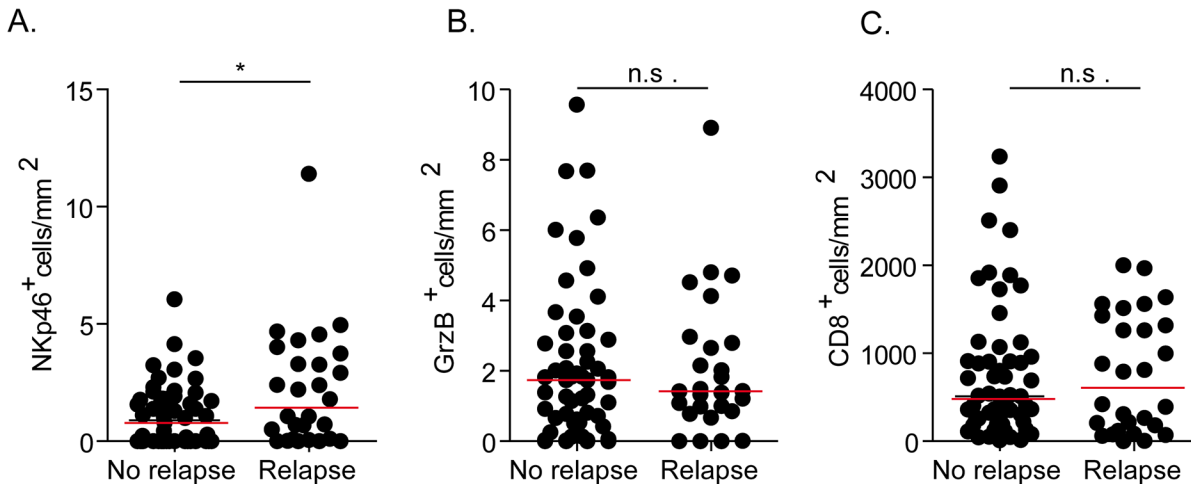 A.
B.
C.
*
n.s .
n.s .
NKp46+cells/mm 2
15
10
5
0
No relapse
Relapse
GrzB +cells/mm 2
10
8
6
4
2
0
No relapse
Relapse
CD8 +cells/mm 2
4000
3000
2000
1000
0
No relapse
Relapse